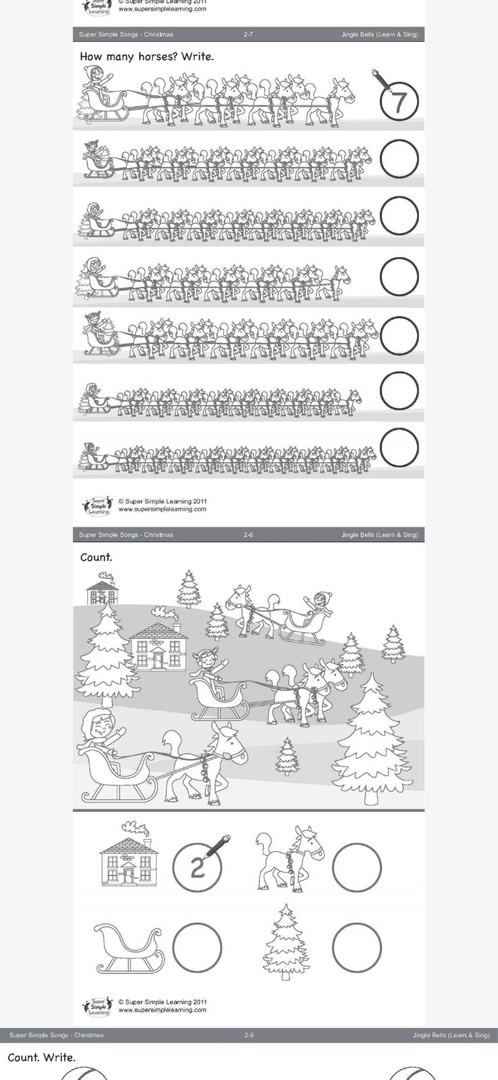 Super Simple Learning
© Super Simple Learning 2011
www.supersimplelearning.com
Super Simple Songs - Christmas 2-7 Jingle Bells (Learn & Sing)
How many horses? Write.
7
Super Simple Learning
© Super Simple Learning 2011
www.supersimplelearning.com
Super Simple Songs - Christmas 2-6 Jingle Bells (Learn & Sing)
Count.
2
Super Simple Learning
© Super Simple Learning 2011
www.supersimplelearning.com
Super Simple Songs - Christmas Jingle Bells (Learn & Sing)
Count. Write.